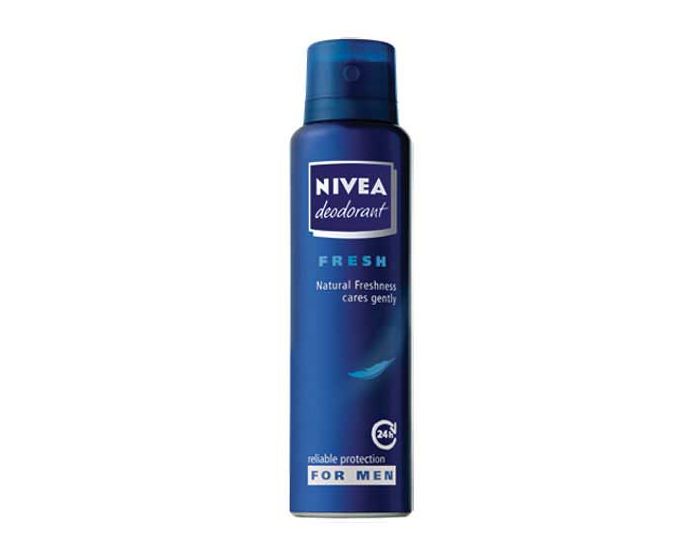 NIVEA
deodorant
FRESH
Natural Freshness
cares gently
24h
reliable protection
FOR MEN